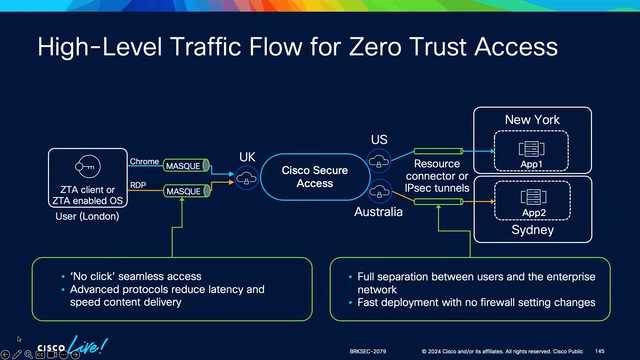 High-Level Traffic Flow for Zero Trust Access
New York
App1
US
Chrome
MASQUE
UK
Cisco Secure
Access
Resource
connector or
IPsec tunnels
RDP
MASQUE
ZTA client or
ZTA enabled OS
User (London)
Australia
App2
Sydney
• 'No click' seamless access
• Advanced protocols reduce latency and
speed content delivery
• Full separation between users and the enterprise
network
• Fast deployment with no firewall setting changes
CISCO Live!
BRKSEC-2079
© 2024 Cisco and/or its affiliates. All rights reserved. Cisco Public
145